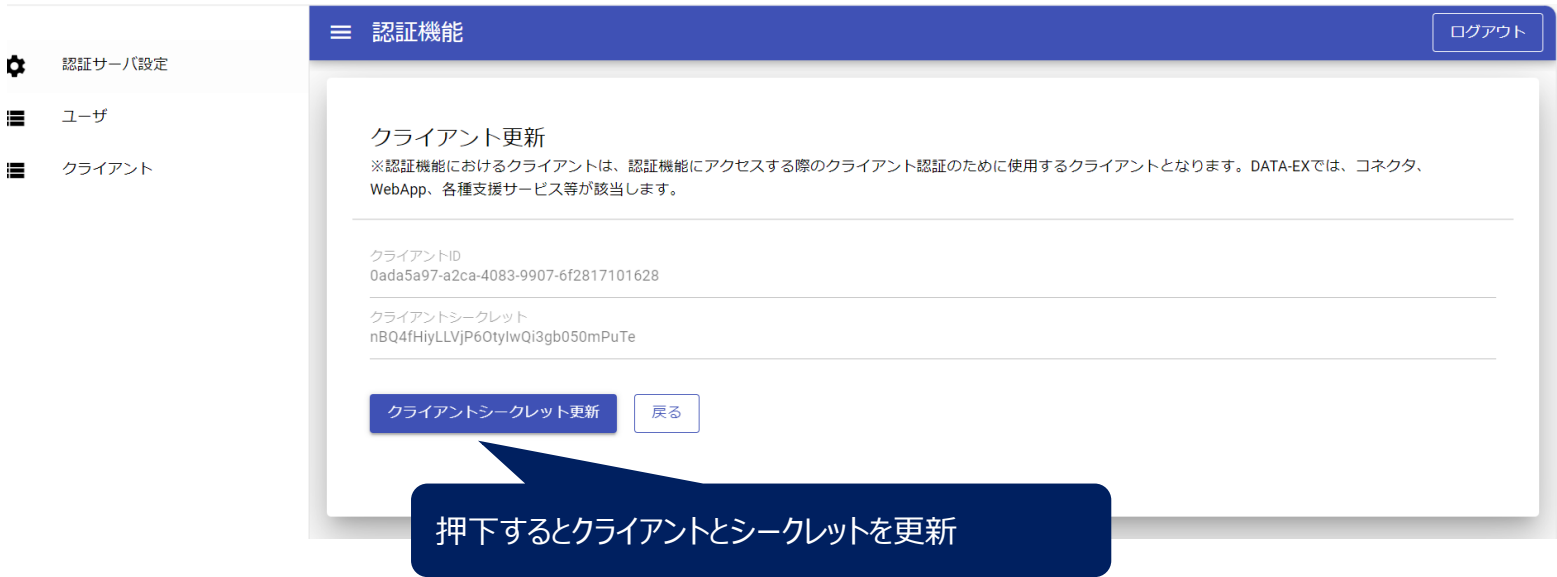 認証機能
ログアウト
認証サーバ設定
ユーザ
クライアント
クライアント更新
※認証機能におけるクライアントは、認証機能にアクセスする際のクライアント認証のために使用するクライアントとなります。DATA-EXでは、コネクタ、
WebApp、各種支援サービス等が該当します。
クライアントID
0ada5a97-a2ca-4083-9907-6f2817101628
クライアントシークレット
nBQ4fHiyLLVjP6OtyIwQi3gb050mPuTe
クライアントシークレット更新
戻る
押下するとクライアントとシークレットを更新